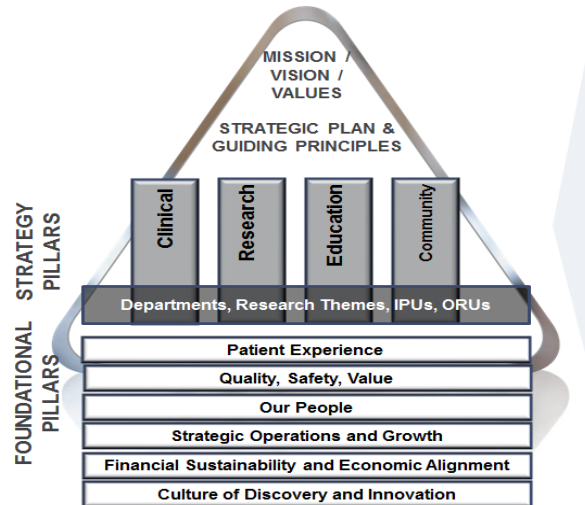 MISSION /
VISION /
VALUES
STRATEGIC PLAN &
GUIDING PRINCIPLES
STRATEGY
PILLARS
Clinical
Research
Education
Community
Departments, Research Themes, IPUs, ORUs
FOUNDATIONAL
PILLARS
Patient Experience
Quality, Safety, Value
Our People
Strategic Operations and Growth
Financial Sustainability and Economic Alignment
Culture of Discovery and Innovation